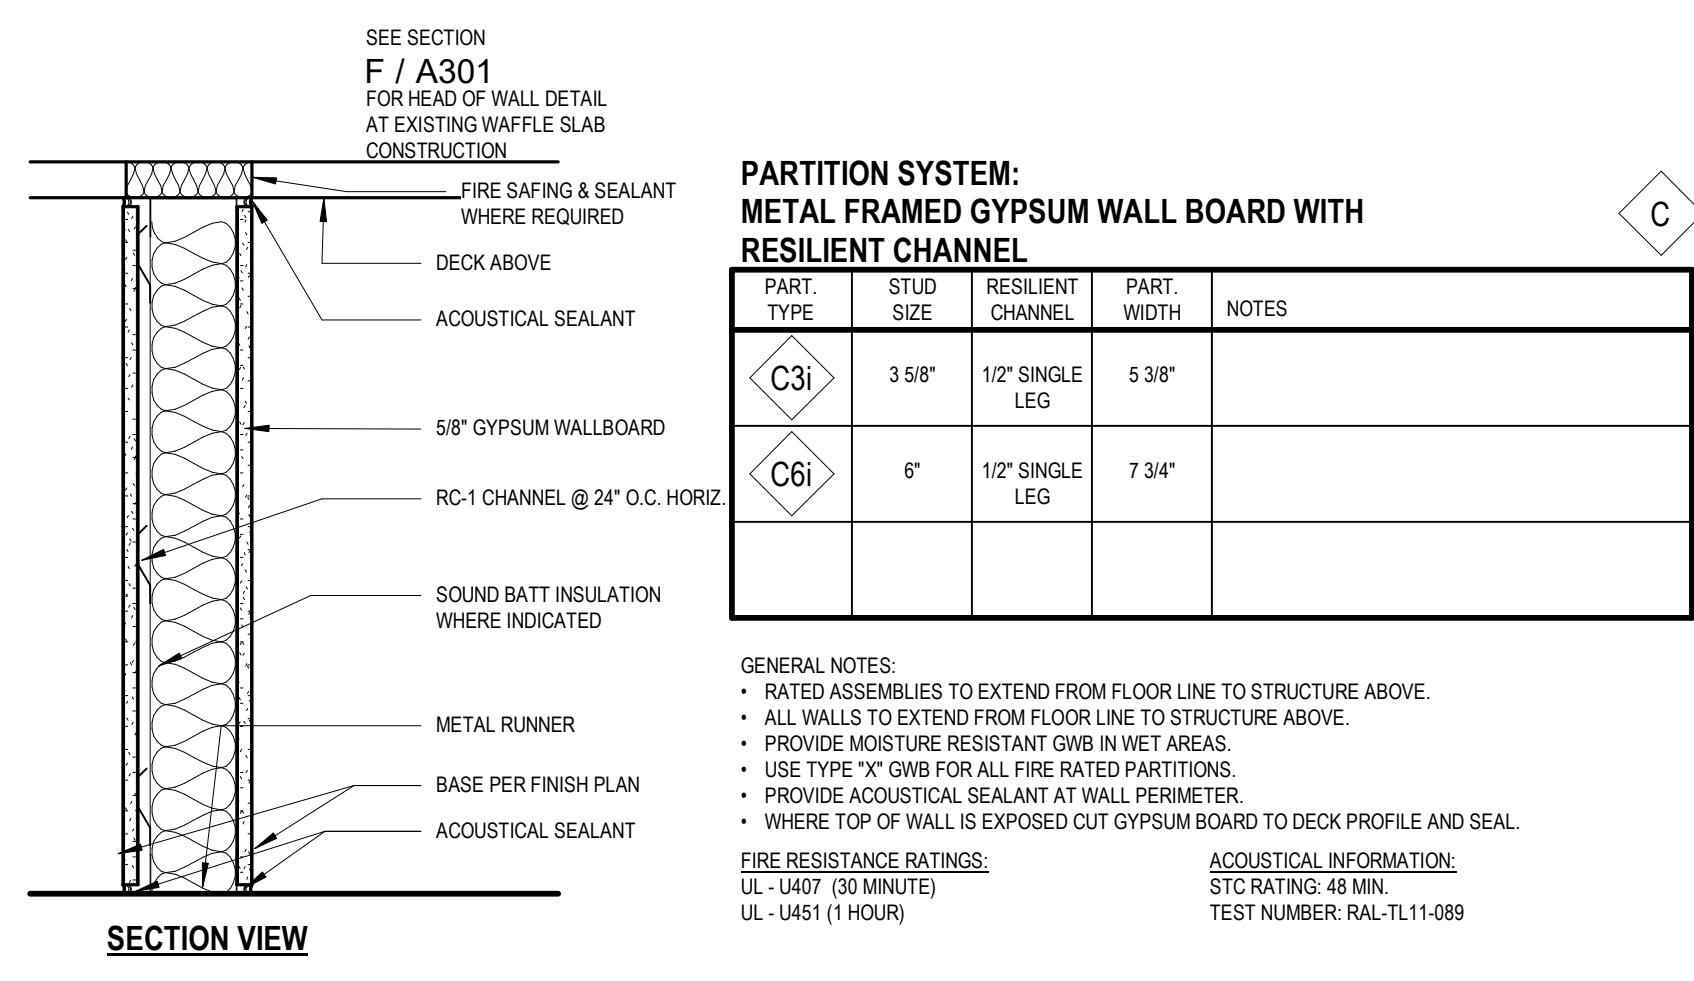 SEE SECTION
F / A301
FOR HEAD OF WALL DETAIL
AT EXISTING WAFFLE SLAB
CONSTRUCTION
FIRE SAFING & SEALANT
WHERE REQUIRED
DECK ABOVE
ACOUSTICAL SEALANT
5/8" GYPSUM WALLBOARD
RC-1 CHANNEL @ 24" O.C. HORIZ.
SOUND BATT INSULATION
WHERE INDICATED
METAL RUNNER
BASE PER FINISH PLAN
ACOUSTICAL SEALANT
SECTION VIEW
PARTITION SYSTEM:
METAL FRAMED GYPSUM WALL BOARD WITH
RESILIENT CHANNEL
C
PART. TYPE
STUD SIZE
RESILIENT CHANNEL
PART. WIDTH
NOTES
C3i
3 5/8"
1/2" SINGLE
LEG
5 3/8"
C6i
6"
1/2" SINGLE
LEG
7 3/4"
GENERAL NOTES:
• RATED ASSEMBLIES TO EXTEND FROM FLOOR LINE TO STRUCTURE ABOVE.
• ALL WALLS TO EXTEND FROM FLOOR LINE TO STRUCTURE ABOVE.
• PROVIDE MOISTURE RESISTANT GWB IN WET AREAS.
• USE TYPE "X" GWB FOR ALL FIRE RATED PARTITIONS.
• PROVIDE ACOUSTICAL SEALANT AT WALL PERIMETER.
• WHERE TOP OF WALL IS EXPOSED CUT GYPSUM BOARD TO DECK PROFILE AND SEAL.
FIRE RESISTANCE RATINGS:
UL - U407 (30 MINUTE)
UL - U451 (1 HOUR)
ACOUSTICAL INFORMATION:
STC RATING: 48 MIN.
TEST NUMBER: RAL-TL11-089